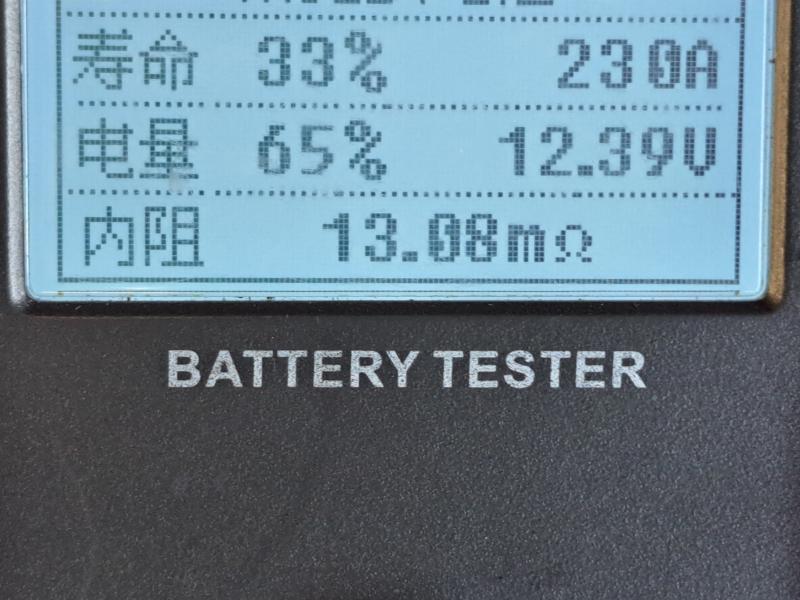 寿命 33% 230A
电量 65% 12.39V
内阻 13.08mΩ
BATTERY TESTER